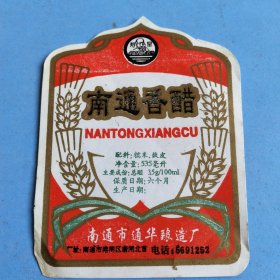 南通香醋
NANTONGXIANGCU
配料：糯米、麸皮
净含量：535毫升
主要成份：总酸 3.5g/100ml
保质日期：六个月
生产日期：
南通市通华酿造厂
电话：5691252